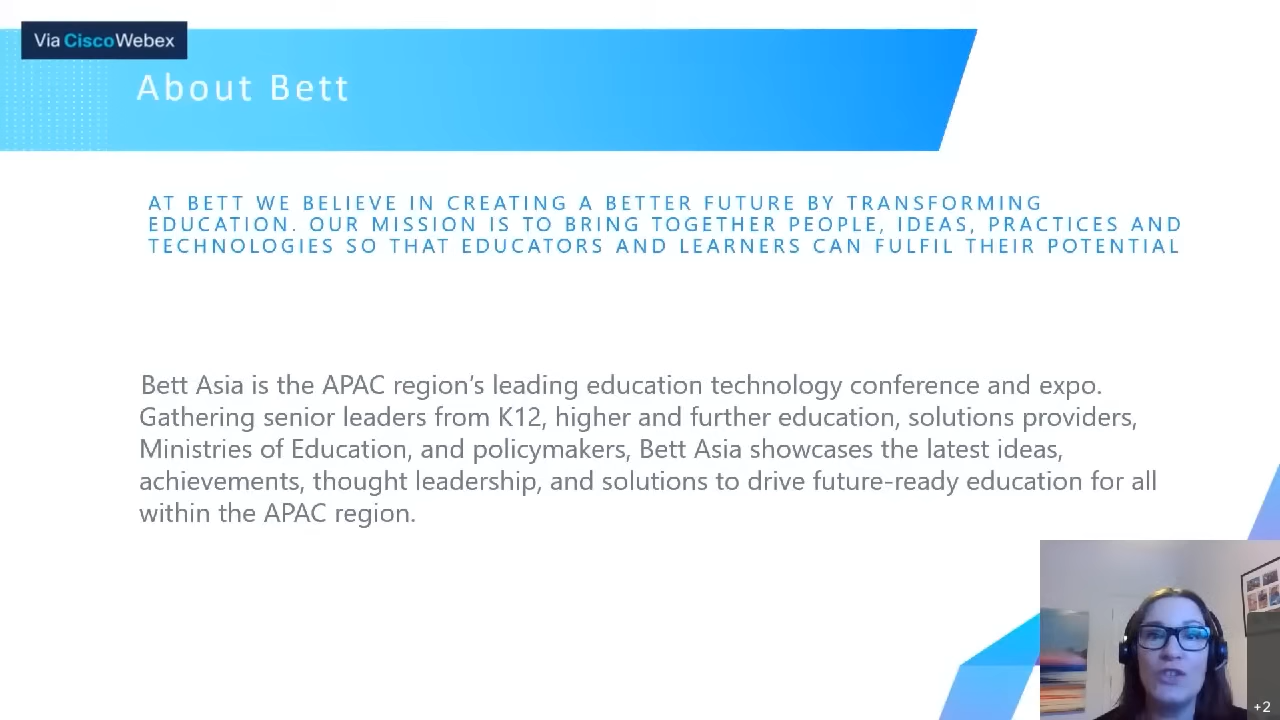 Via CiscoWebex
About Bett
AT BETT WE BELIEVE IN CREATING A BETTER FUTURE BY TRANSFORMING
EDUCATION. OUR MISSION IS TO BRING TOGETHER PEOPLE, IDEAS, PRACTICES AND
TECHNOLOGIES SO THAT EDUCATORS AND LEARNERS CAN FULFIL THEIR POTENTIAL
Bett Asia is the APAC region's leading education technology conference and expo.
Gathering senior leaders from K12, higher and further education, solutions providers,
Ministries of Education, and policymakers, Bett Asia showcases the latest ideas,
achievements, thought leadership, and solutions to drive future-ready education for all
within the APAC region.
+2